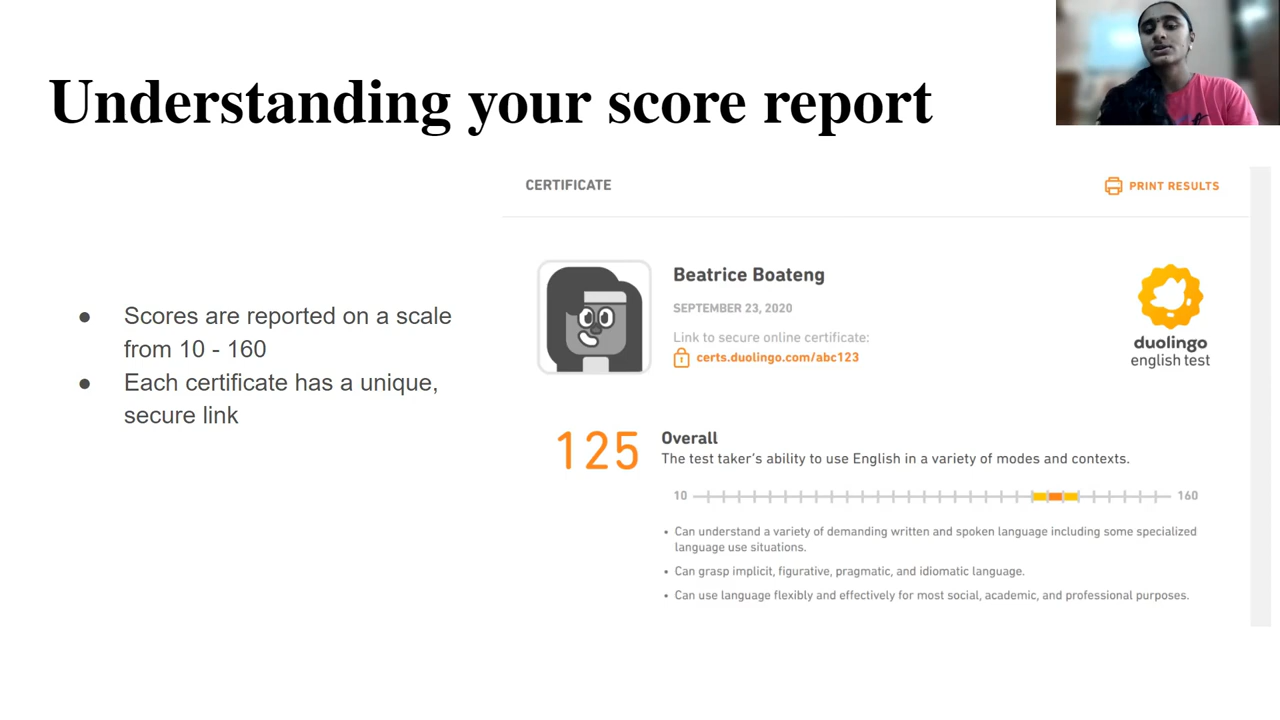 Understanding your score report
CERTIFICATE
PRINT RESULTS
● Scores are reported on a scale
from 10 - 160
● Each certificate has a unique,
secure link
Beatrice Boateng
SEPTEMBER 23, 2020
Link to secure online certificate:
certs.duolingo.com/abc123
duolingo
english test
125
Overall
The test taker's ability to use English in a variety of modes and contexts.
10
160
• Can understand a variety of demanding written and spoken language including some specialized
language use situations.
• Can grasp implicit, figurative, pragmatic, and idiomatic language.
• Can use language flexibly and effectively for most social, academic, and professional purposes.